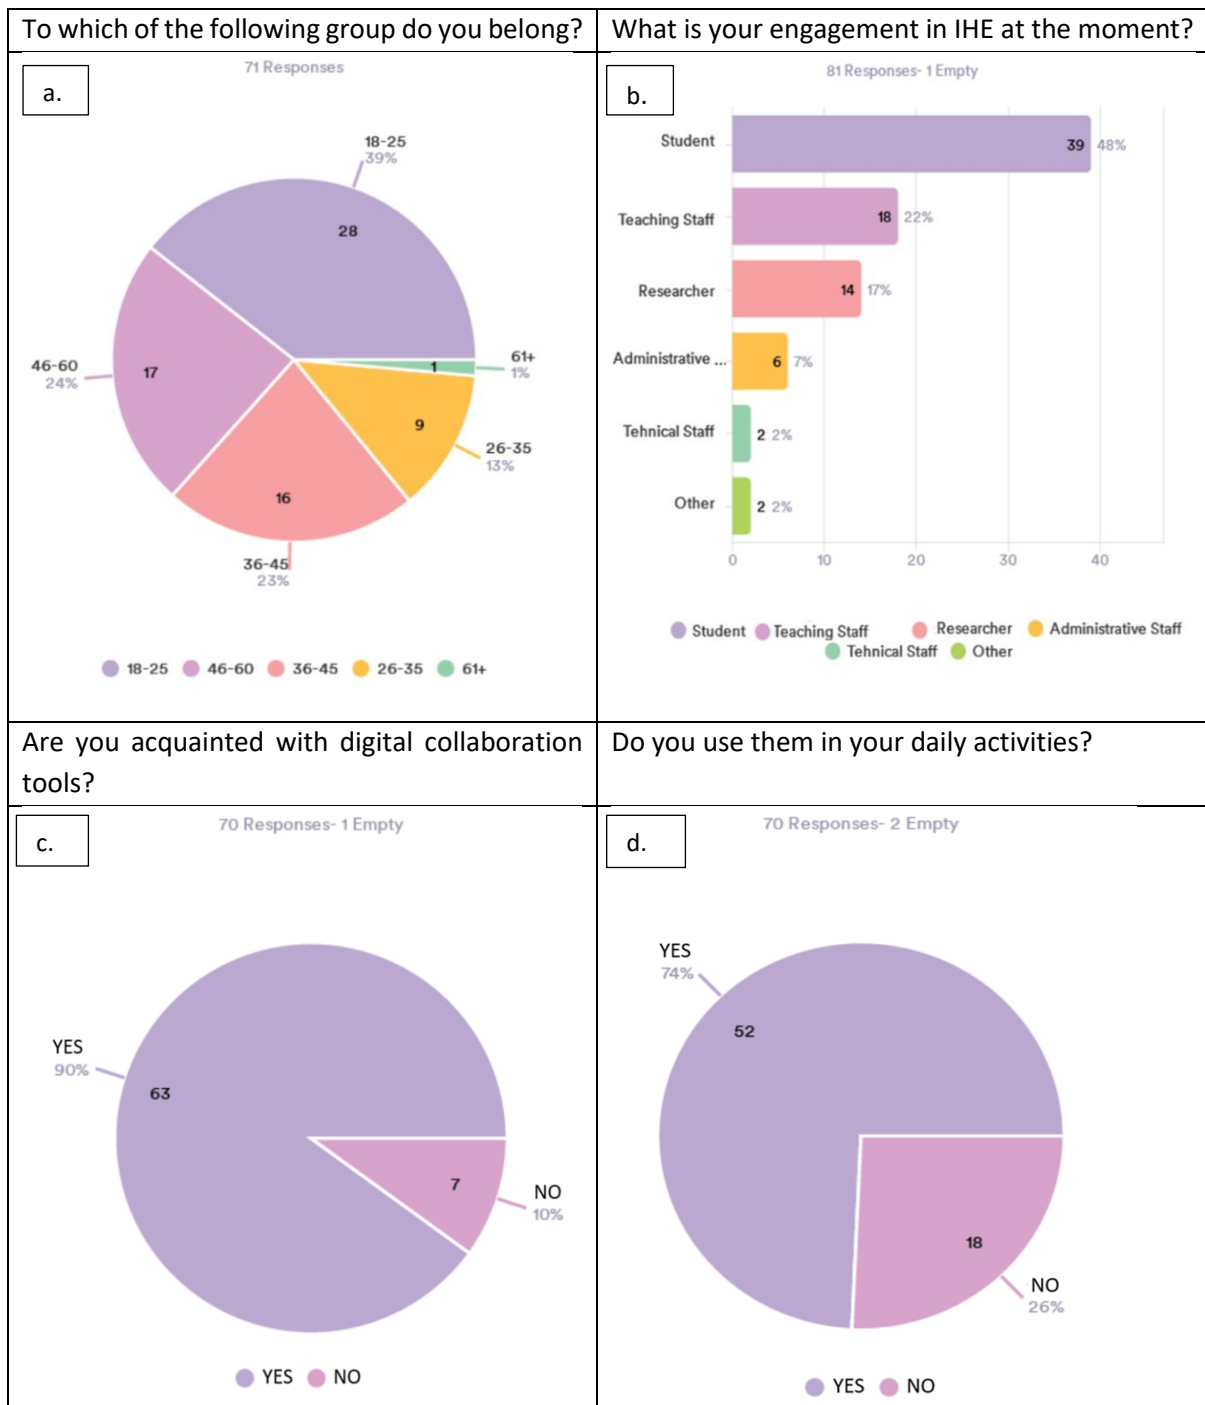 To which of the following group do you belong?
What is your engagement in IHE at the moment?
71 Responses
a.
18-25
39%
28
46-60
24%
17
61+
1%
1
9
26-35
13%
16
36-45
23%
18-25 46-60 36-45 26-35 61+
81 Responses- 1 Empty
b.
Student 39 48%
Teaching Staff 18 22%
Researcher 14 17%
Administrative ... 6 7%
Tehnical Staff 2 2%
Other 2 2%
0 10 20 30 40
Student Teaching Staff Researcher Administrative Staff
Tehnical Staff Other
Are you acquainted with digital collaboration
tools?
Do you use them in your daily activities?
70 Responses- 1 Empty
c.
YES
90%
63
7
NO
10%
YES NO
70 Responses- 2 Empty
d.
YES
74%
52
18
NO
26%
YES NO